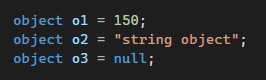 object o1 = 150;
object o2 = "string object";
object o3 = null;